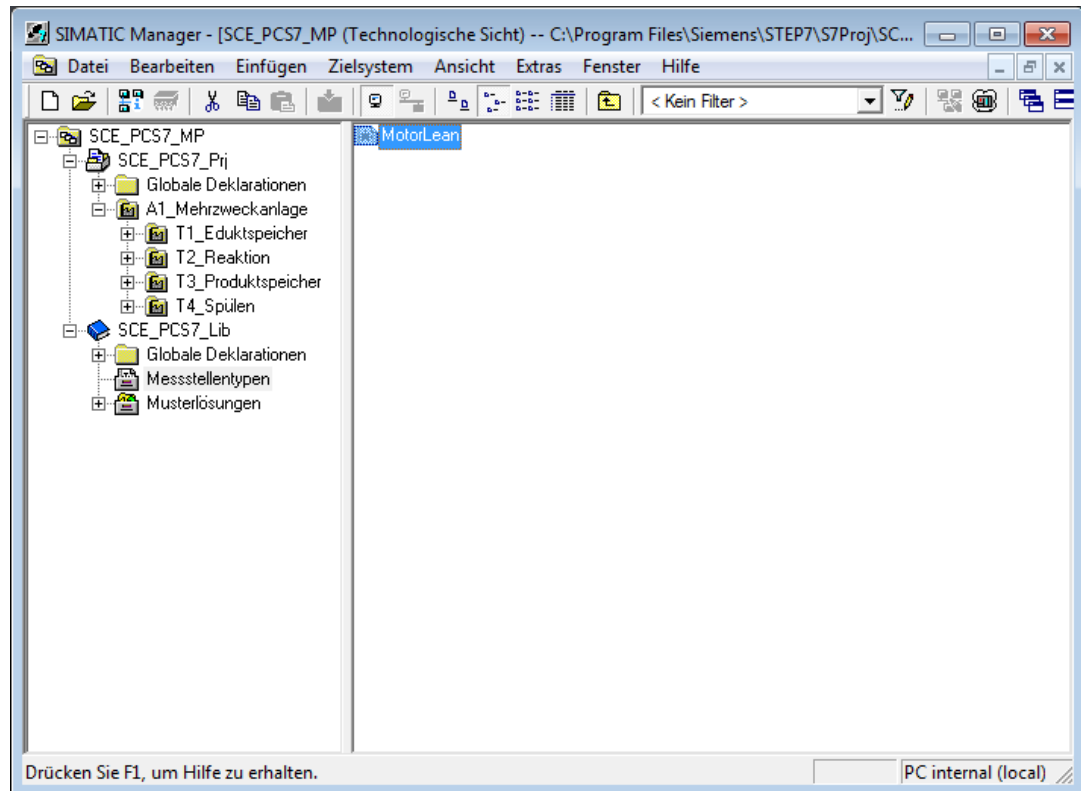 SIMATIC Manager - [SCE_PCS7_MP (Technologische Sicht) -- C:\Program Files\Siemens\STEP7\S7Proj\SC...
Datei Bearbeiten Einfügen Zielsystem Ansicht Extras Fenster Hilfe
< Kein Filter >
SCE_PCS7_MP
SCE_PCS7_Prj
Globale Deklarationen
A1_Mehrzweckanlage
T1_Eduktspeicher
T2_Reaktion
T3_Produktspeicher
T4_Spülen
SCE_PCS7_Lib
Globale Deklarationen
Messstellentypen
Musterlösungen
MotorLean
Drücken Sie F1, um Hilfe zu erhalten.
PC internal (local)